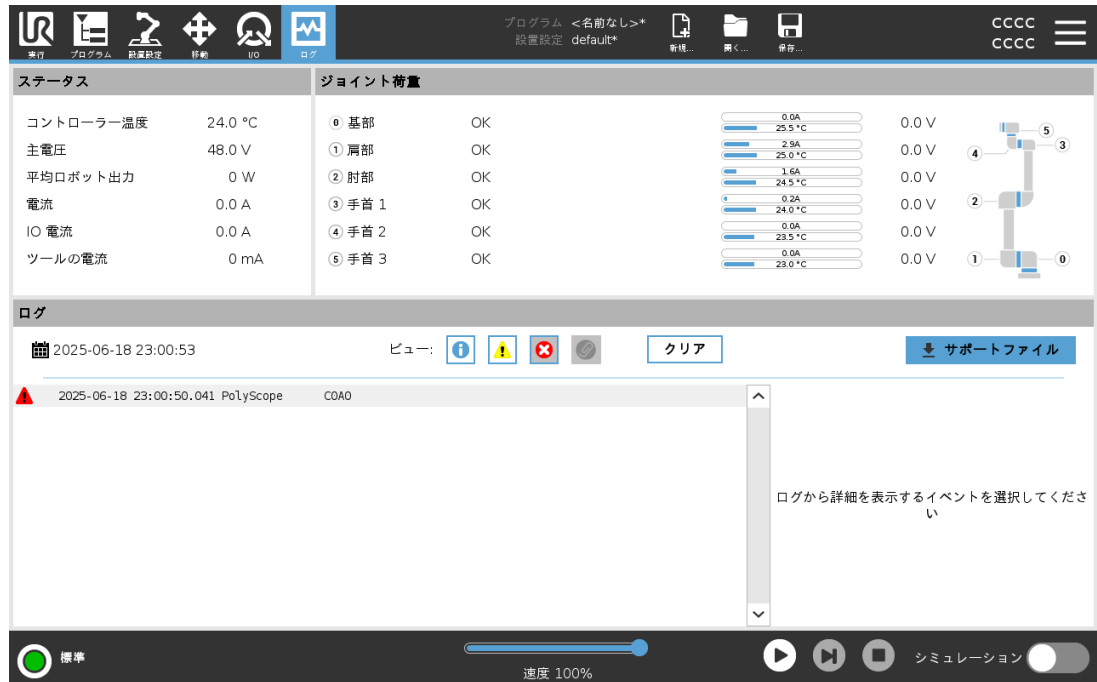 実行 プログラム 設置設定 移動 I/O ログ
プログラム <名前なし>*
設置設定 default*
新規... 開く... 保存...
CCCC
CCCC
ステータス
コントローラー温度 24.0 °C
主電圧 48.0 V
平均ロボット出力 0 W
電流 0.0 A
IO 電流 0.0 A
ツールの電流 0 mA
ジョイント荷重
0 基部 OK 0.0A 25.5 °C 0.0 V
1 肩部 OK 2.9A 25.0 °C 0.0 V
2 肘部 OK 1.6A 24.5 °C 0.0 V
3 手首 1 OK 0.2A 24.0 °C 0.0 V
4 手首 2 OK 0.0A 23.5 °C 0.0 V
5 手首 3 OK 0.0A 23.0 °C 0.0 V
5
3
4
2
1 0
ログ
2025-06-18 23:00:53 ビュー: クリア サポートファイル
2025-06-18 23:00:50.041 PolyScope C0A0
ログから詳細を表示するイベントを選択してくださ
い
標準
速度 100%
シミュレーション